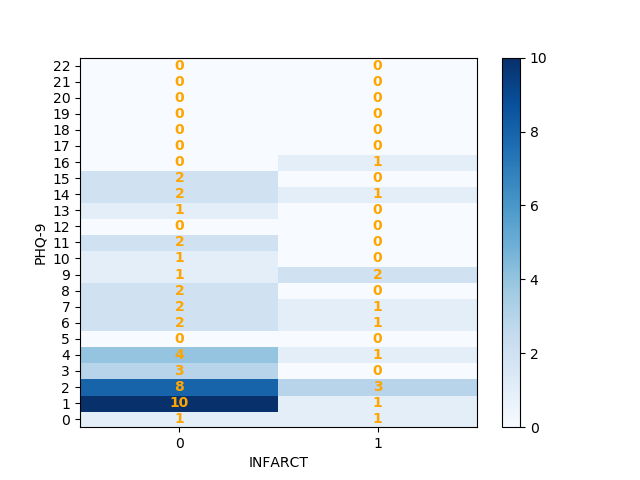 22 0 0 10
21 0 0
20 0 0
19 0 0
18 0 0 8
17 0 0
16 0 1
15 2 0
14 2 1 6
13 1 0
12 0 0
11 2 0
PHQ-9
10 1 0
9 1 2 4
8 2 0
7 2 1
6 2 1
5 0 0 2
4 4 1
3 3 0
2 8 3
1 10 1
0 1 1 0
0 1
INFARCT